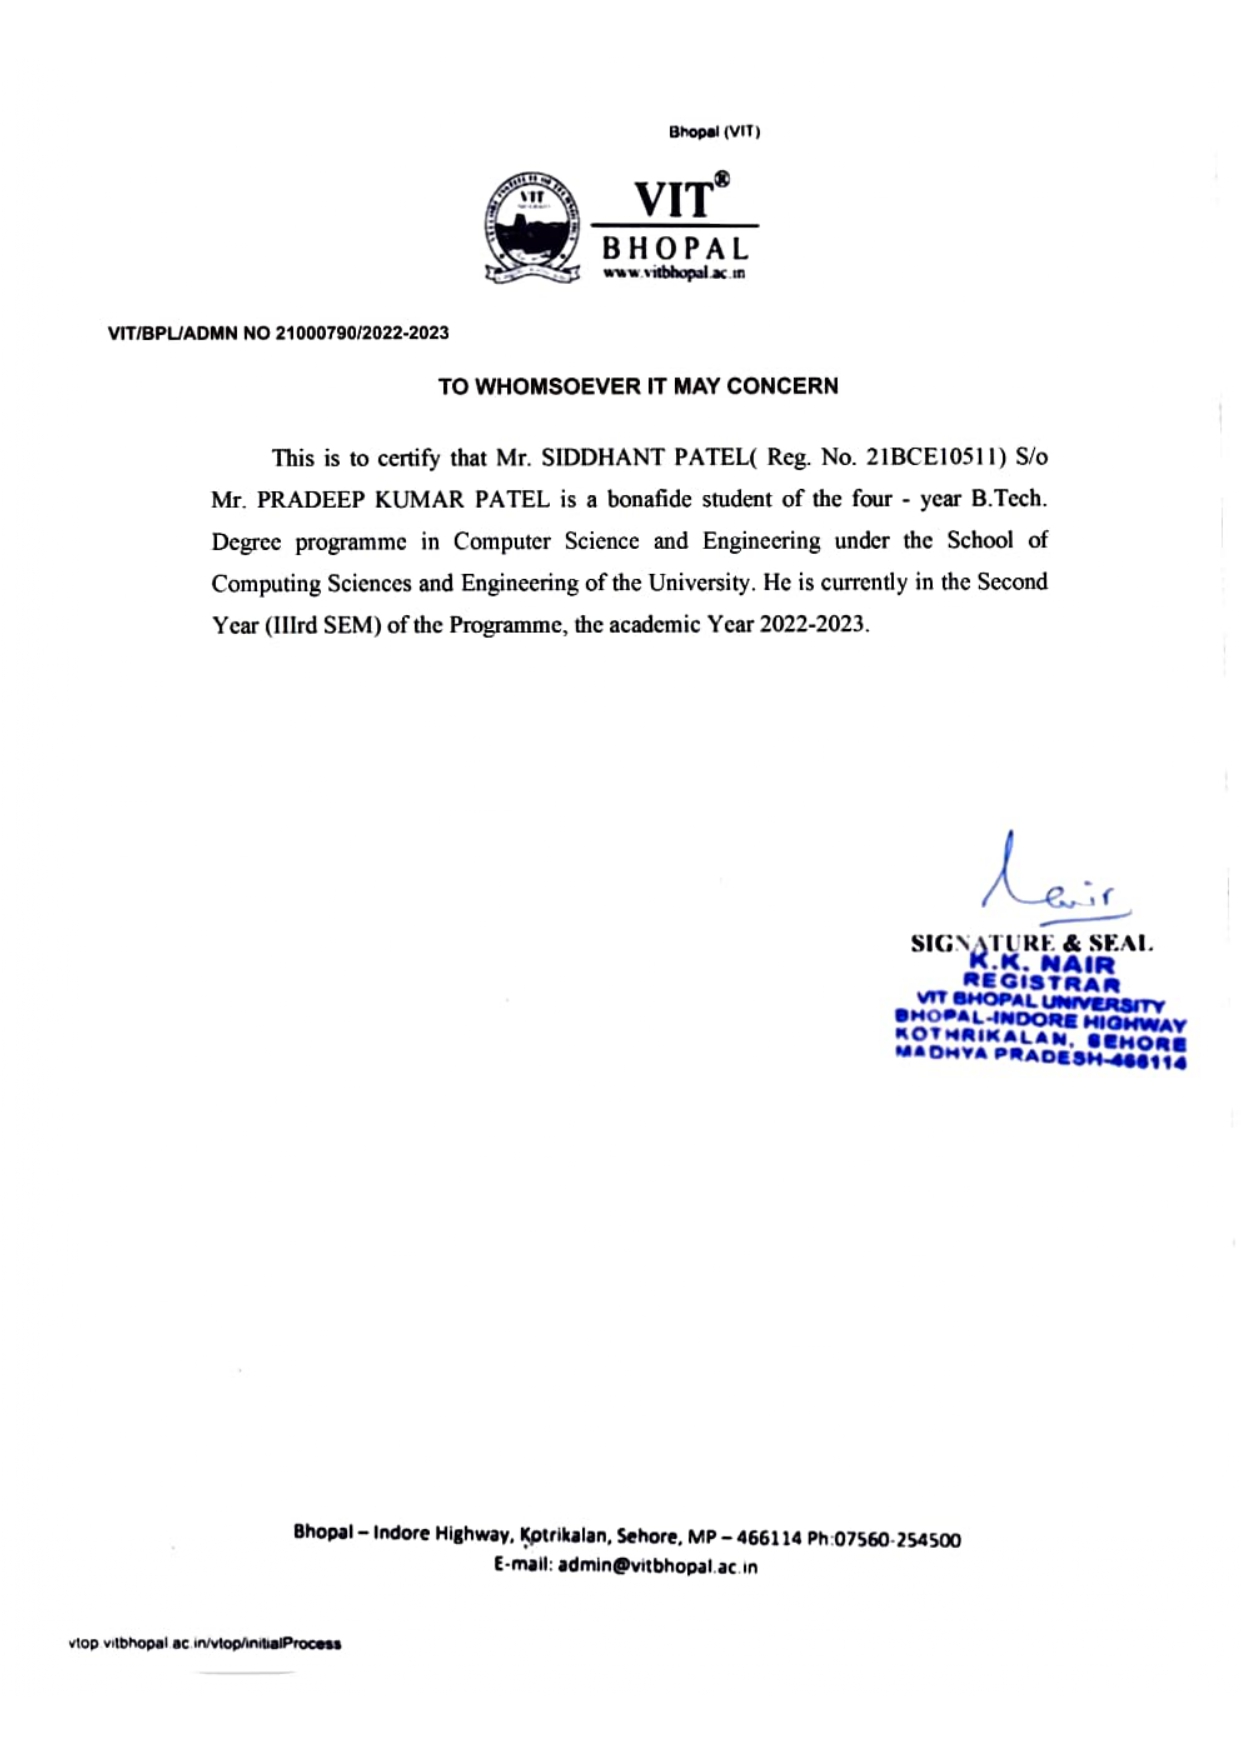 Bhopal (VIT)
VIT
VIT®
BHOPAL
www.vitbhopal.ac.in
VIT/BPL/ADMN NO 21000790/2022-2023
TO WHOMSOEVER IT MAY CONCERN
This is to certify that Mr. SIDDHANT PATEL( Reg. No. 21BCE10511) S/o
Mr. PRADEEP KUMAR PATEL is a bonafide student of the four - year B.Tech.
Degree programme in Computer Science and Engineering under the School of
Computing Sciences and Engineering of the University. He is currently in the Second
Year (IIIrd SEM) of the Programme, the academic Year 2022-2023.
Nair
SIGNATURE & SEAL
K.K. NAIR
REGISTRAR
VIT BHOPAL UNIVERSITY
BHOPAL-INDORE HIGHWAY
KOTHRIKALAN, SEHORE
MADHYA PRADESH-466114
Bhopal – Indore Highway, Kotrikalan, Sehore, MP – 466114 Ph:07560-254500
E-mail: admin@vitbhopal.ac.in
vtop.vitbhopal.ac.in/vtop/initialProcess